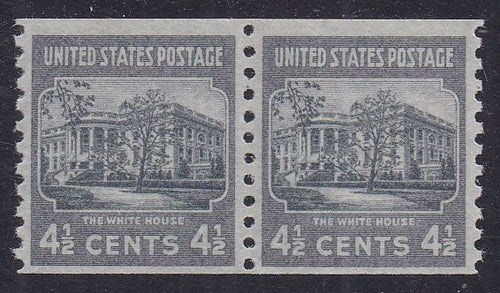 UNITED STATES POSTAGE
THE WHITE HOUSE
4½ CENTS 4½
UNITED STATES POSTAGE
THE WHITE HOUSE
4½ CENTS 4½